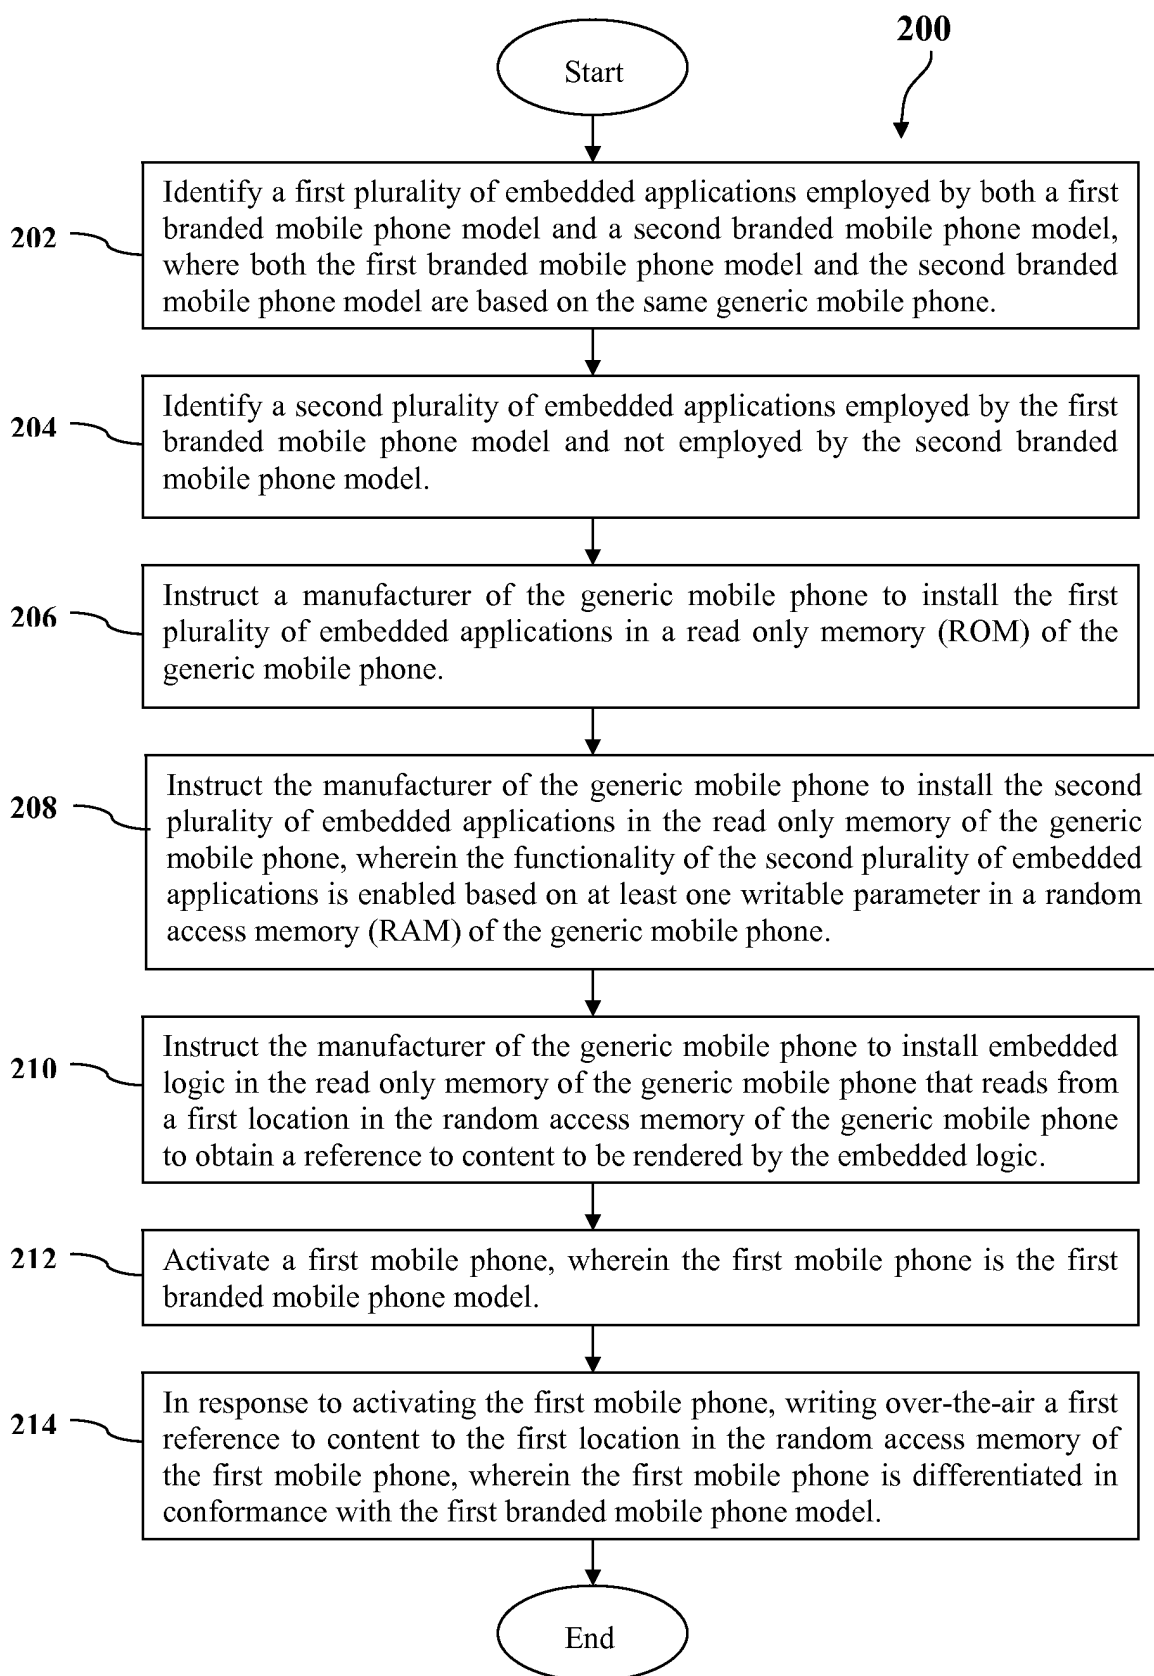 Start
200
202
Identify a first plurality of embedded applications employed by both a first
branded mobile phone model and a second branded mobile phone model,
where both the first branded mobile phone model and the second branded
mobile phone model are based on the same generic mobile phone.
204
Identify a second plurality of embedded applications employed by the first
branded mobile phone model and not employed by the second branded
mobile phone model.
206
Instruct a manufacturer of the generic mobile phone to install the first
plurality of embedded applications in a read only memory (ROM) of the
generic mobile phone.
208
Instruct the manufacturer of the generic mobile phone to install the second
plurality of embedded applications in the read only memory of the generic
mobile phone, wherein the functionality of the second plurality of embedded
applications is enabled based on at least one writable parameter in a random
access memory (RAM) of the generic mobile phone.
210
Instruct the manufacturer of the generic mobile phone to install embedded
logic in the read only memory of the generic mobile phone that reads from
a first location in the random access memory of the generic mobile phone
to obtain a reference to content to be rendered by the embedded logic.
212
Activate a first mobile phone, wherein the first mobile phone is the first
branded mobile phone model.
214
In response to activating the first mobile phone, writing over-the-air a first
reference to content to the first location in the random access memory of
the first mobile phone, wherein the first mobile phone is differentiated in
conformance with the first branded mobile phone model.
End